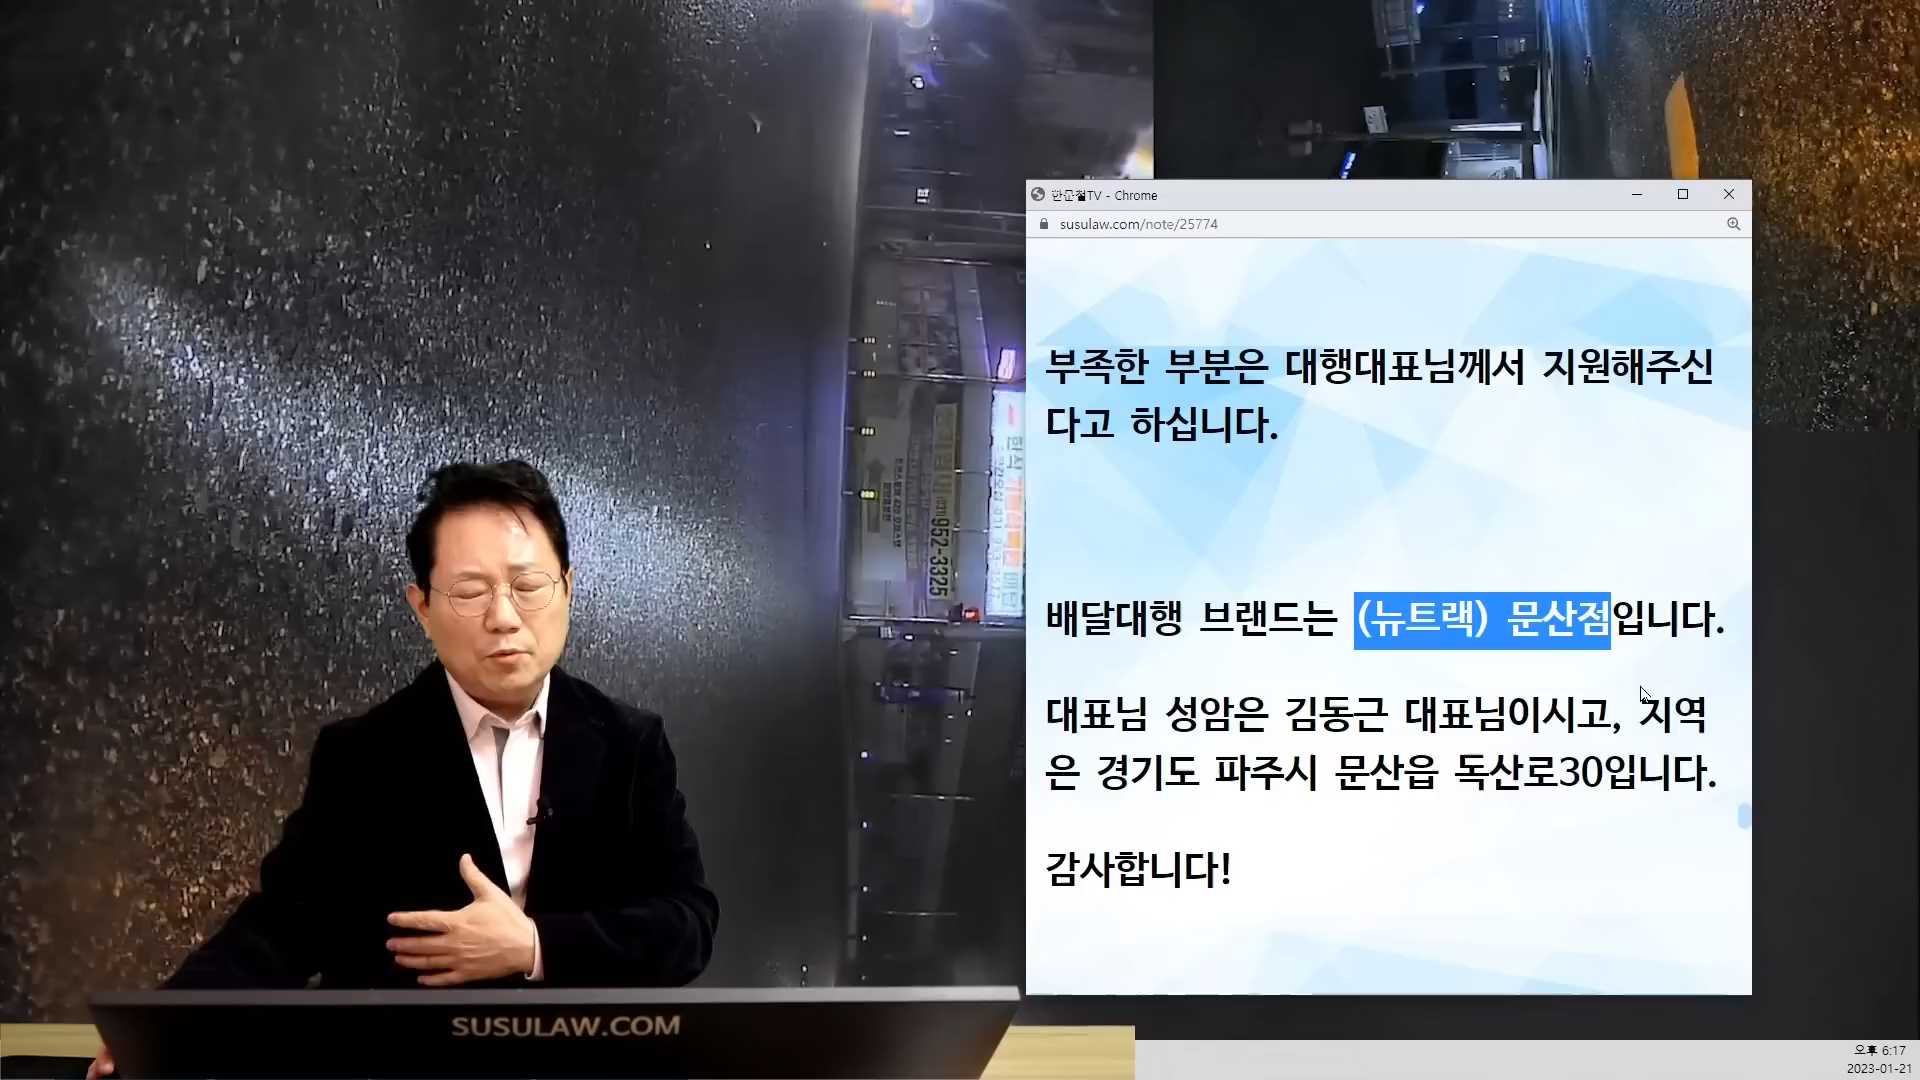 한문철TV - Chrome
susulaw.com/note/25774
부족한 부분은 대행대표님께서 지원해주신
다고 하십니다.
배달대행 브랜드는 (뉴트랙) 문산점입니다.
대표님 성암은 김동근 대표님이시고, 지역
은 경기도 파주시 문산읍 독산로30입니다.
감사합니다!
952-3325
SUSULAW.COM
오후 6:17
2023-01-21